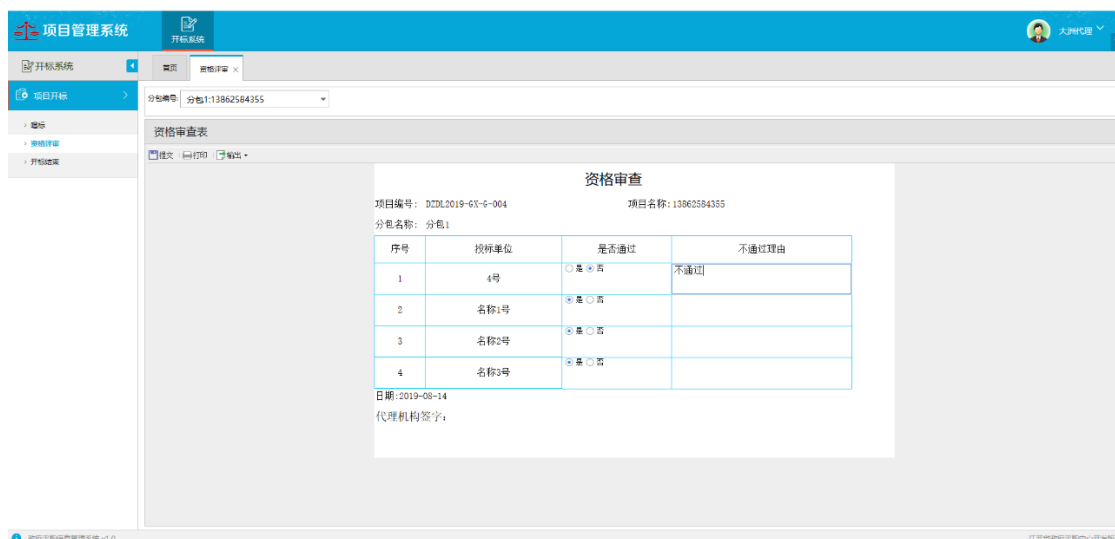 项目管理系统
开标系统
大洲代理
开标系统
首页
资格评审 ×
项目开标
分包编号: 分包1:13862584355
唱标
资格评审
开标结束
资格审查表
提交 打印 输出
资格审查
项目编号: DZDL2019-GX-G-004 项目名称:13862584355
分包名称: 分包1
序号 投标单位 是否通过 不通过理由
1 4号 是 否 不通过
2 名称1号 是 否
3 名称2号 是 否
4 名称3号 是 否
日期:2019-08-14
代理机构签字: